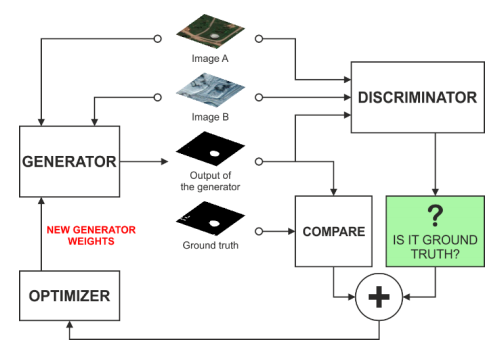 Image A
Image B
DISCRIMINATOR
GENERATOR
Output of
the generator
NEW GENERATOR
WEIGHTS
Ground truth
COMPARE
?
IS IT GROUND
TRUTH?
OPTIMIZER
+